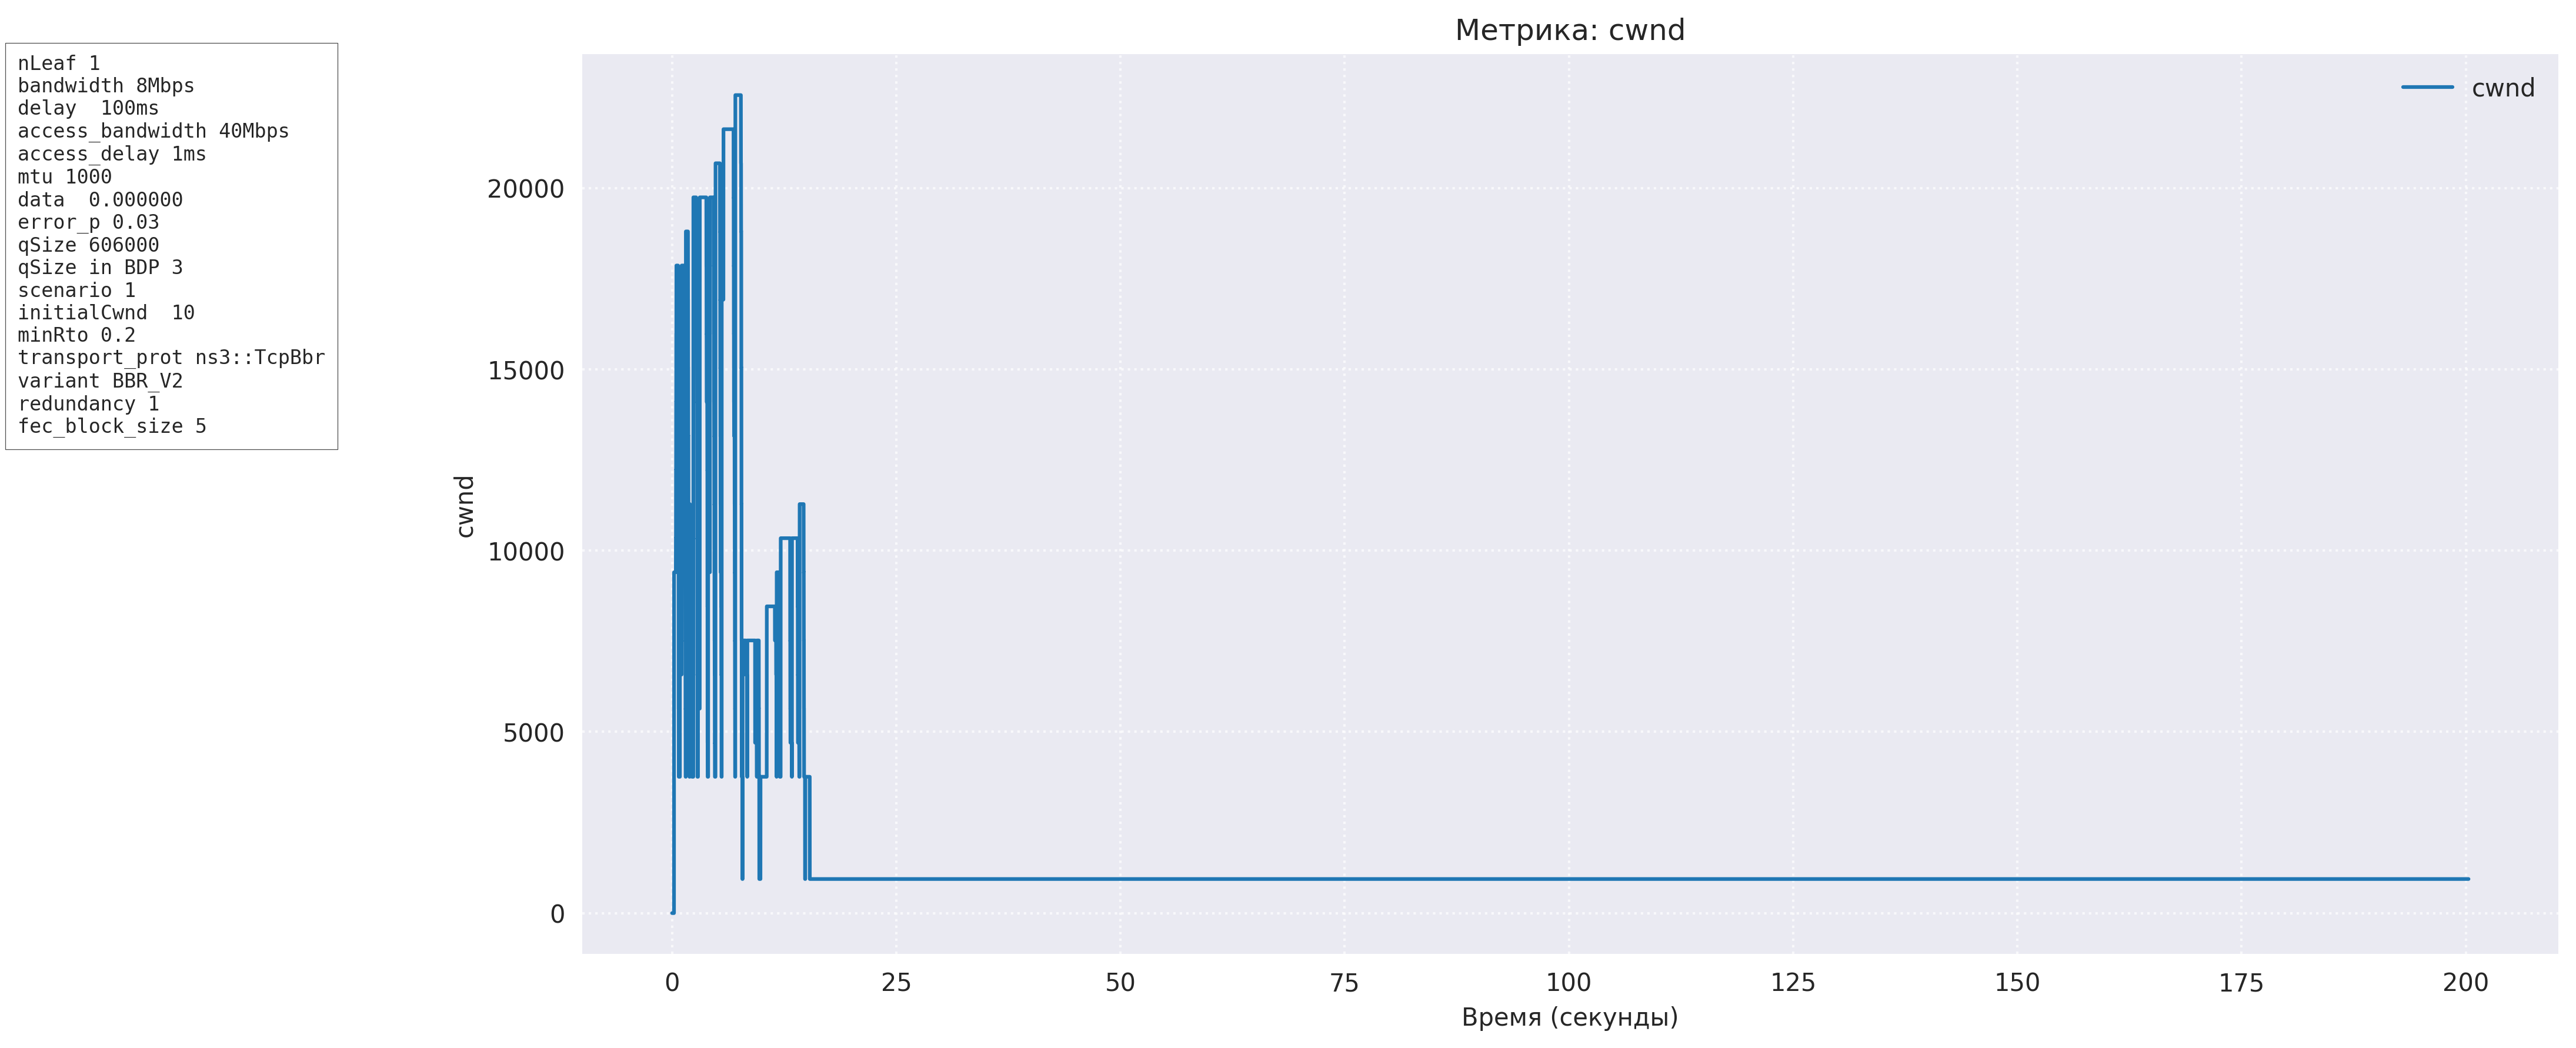 Метрика: cwnd
nLeaf 1
bandwidth 8Mbps
delay  100ms
access_bandwidth 40Mbps
access_delay 1ms
mtu 1000
data  0.000000
error_p 0.03
qSize 606000
qSize in BDP 3
scenario 1
initialCwnd  10
minRto 0.2
transport_prot ns3::TcpBbr
variant BBR_V2
redundancy 1
fec_block_size 5
cwnd
cwnd
20000
15000
10000
5000
0
0 25 50 75 100 125 150 175 200
Время (секунды)